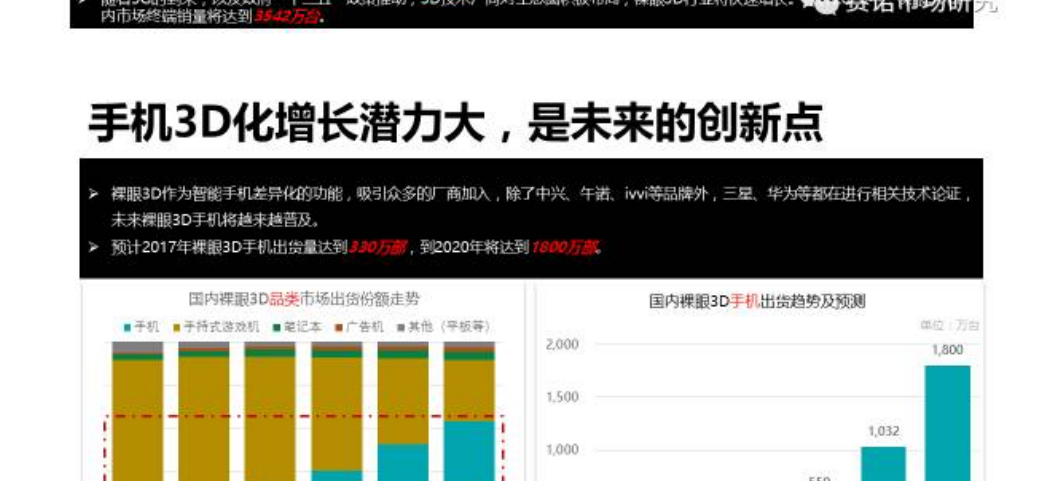 内市场终端销量将达到3542万台。
赛诺市场研究
手机3D化增长潜力大，是未来的创新点
➢ 裸眼3D作为智能手机差异化的功能，吸引众多的厂商加入，除了中兴、午诺、ivvi等品牌外，三星、华为等都在进行相关技术论证，
未来裸眼3D手机将越来越普及。
➢ 预计2017年裸眼3D手机出货量达到330万部，到2020年将达到1800万部。
国内裸眼3D品类市场出货份额走势
手机 手持式游戏机 笔记本 广告机 其他（平板等）
国内裸眼3D手机出货趋势及预测
单位：万台
2,000
1,800
1,500
1,032
1,000